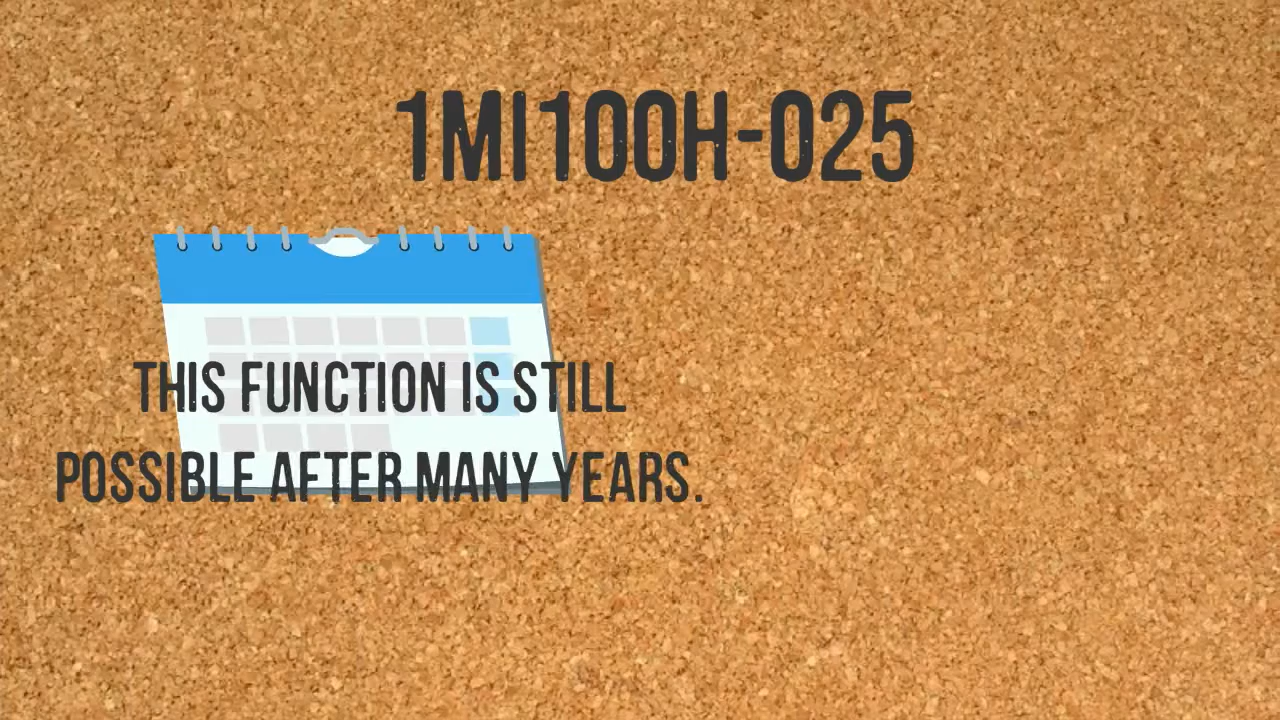 1MI100H-025
THIS FUNCTION IS STILL
POSSIBLE AFTER MANY YEARS.